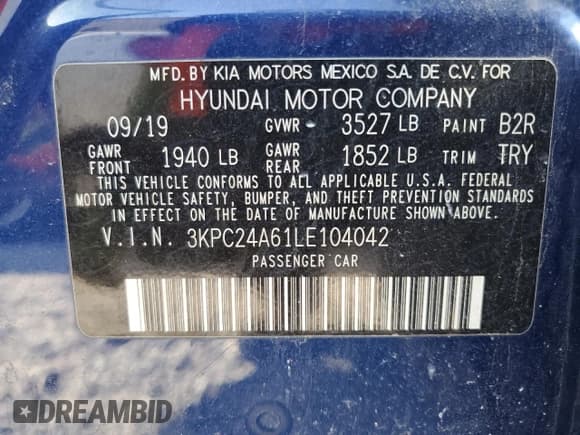 MFD. BY KIA MOTORS MEXICO S.A. DE C.V. FOR
HYUNDAI MOTOR COMPANY
09/19 GVWR 3527 LB PAINT B2R
GAWR FRONT 1940 LB GAWR REAR 1852 LB TRIM TRY
THIS VEHICLE CONFORMS TO ALL APPLICABLE U.S.A. FEDERAL
MOTOR VEHICLE SAFETY, BUMPER, AND THEFT PREVENTION STANDARDS
IN EFFECT ON THE DATE OF MANUFACTURE SHOWN ABOVE.
V.I.N. 3KPC24A61LE104042
PASSENGER CAR
DREAMBID